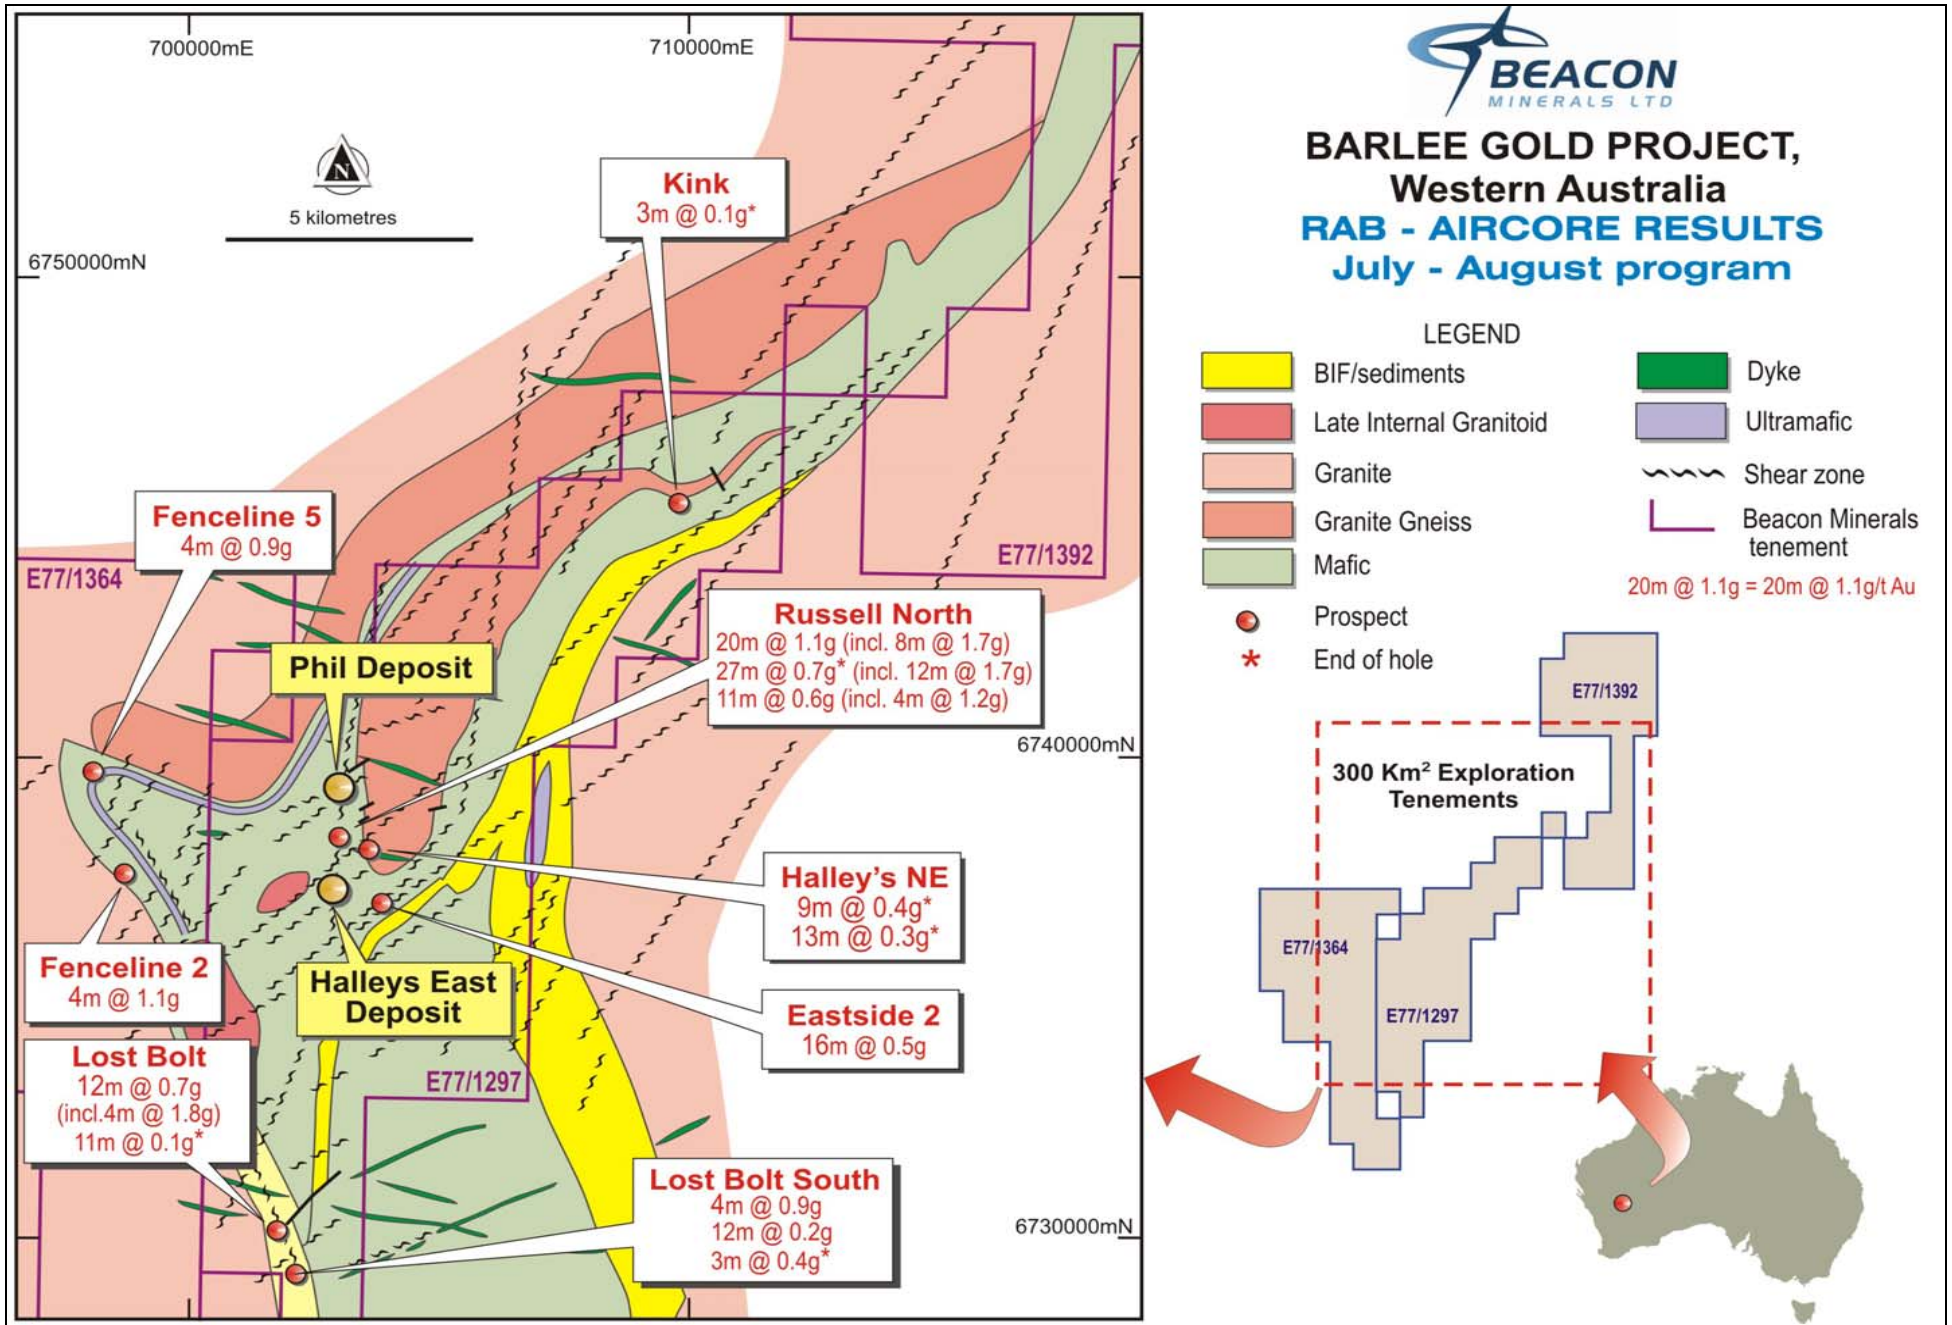 700000mE
710000mE
N
5 kilometres
6750000mN
Kink
3m @ 0.1g*
Fenceline 5
4m @ 0.9g
E77/1364
E77/1392
Russell North
20m @ 1.1g (incl. 8m @ 1.7g)
27m @ 0.7g* (incl. 12m @ 1.7g)
11m @ 0.6g (incl. 4m @ 1.2g)
Phil Deposit
6740000mN
Halley's NE
9m @ 0.4g*
13m @ 0.3g*
Fenceline 2
4m @ 1.1g
Halleys East
Deposit
Eastside 2
16m @ 0.5g
Lost Bolt
12m @ 0.7g
(incl.4m @ 1.8g)
11m @ 0.1g*
E77/1297
Lost Bolt South
4m @ 0.9g
12m @ 0.2g
3m @ 0.4g*
6730000mN
BEACON
MINERALS LTD
BARLEE GOLD PROJECT,
Western Australia
RAB - AIRCORE RESULTS
July - August program
LEGEND
BIF/sediments
Late Internal Granitoid
Granite
Granite Gneiss
Mafic
Prospect
* End of hole
Dyke
Ultramafic
Shear zone
Beacon Minerals
tenement
20m @ 1.1g = 20m @ 1.1g/t Au
E77/1392
300 Km² Exploration
Tenements
E77/1364
E77/1297